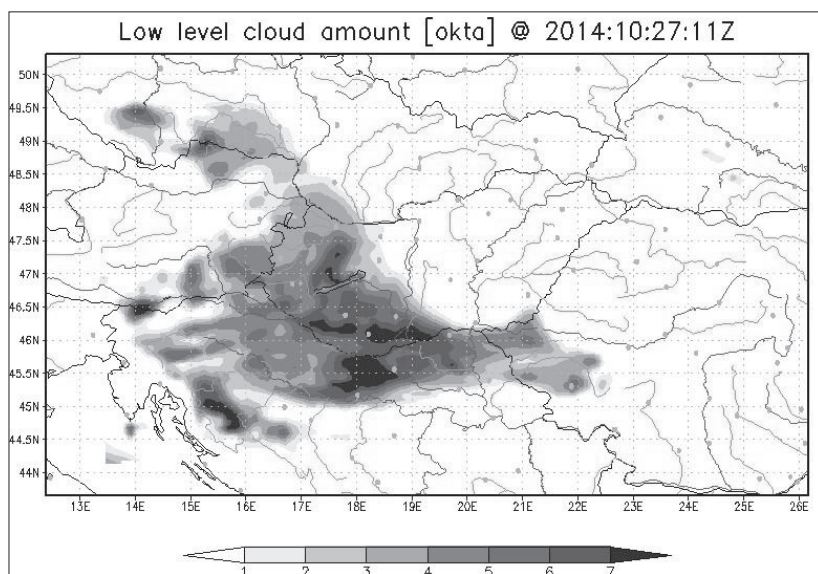 Low level cloud amount [okta] @ 2014:10:27:11Z
50N
49.5N
49N
48.5N
48N
47.5N
47N
46.5N
46N
45.5N
45N
44.5N
44N
13E 14E 15E 16E 17E 18E 19E 20E 21E 22E 23E 24E 25E 26E
1 2 3 4 5 6 7